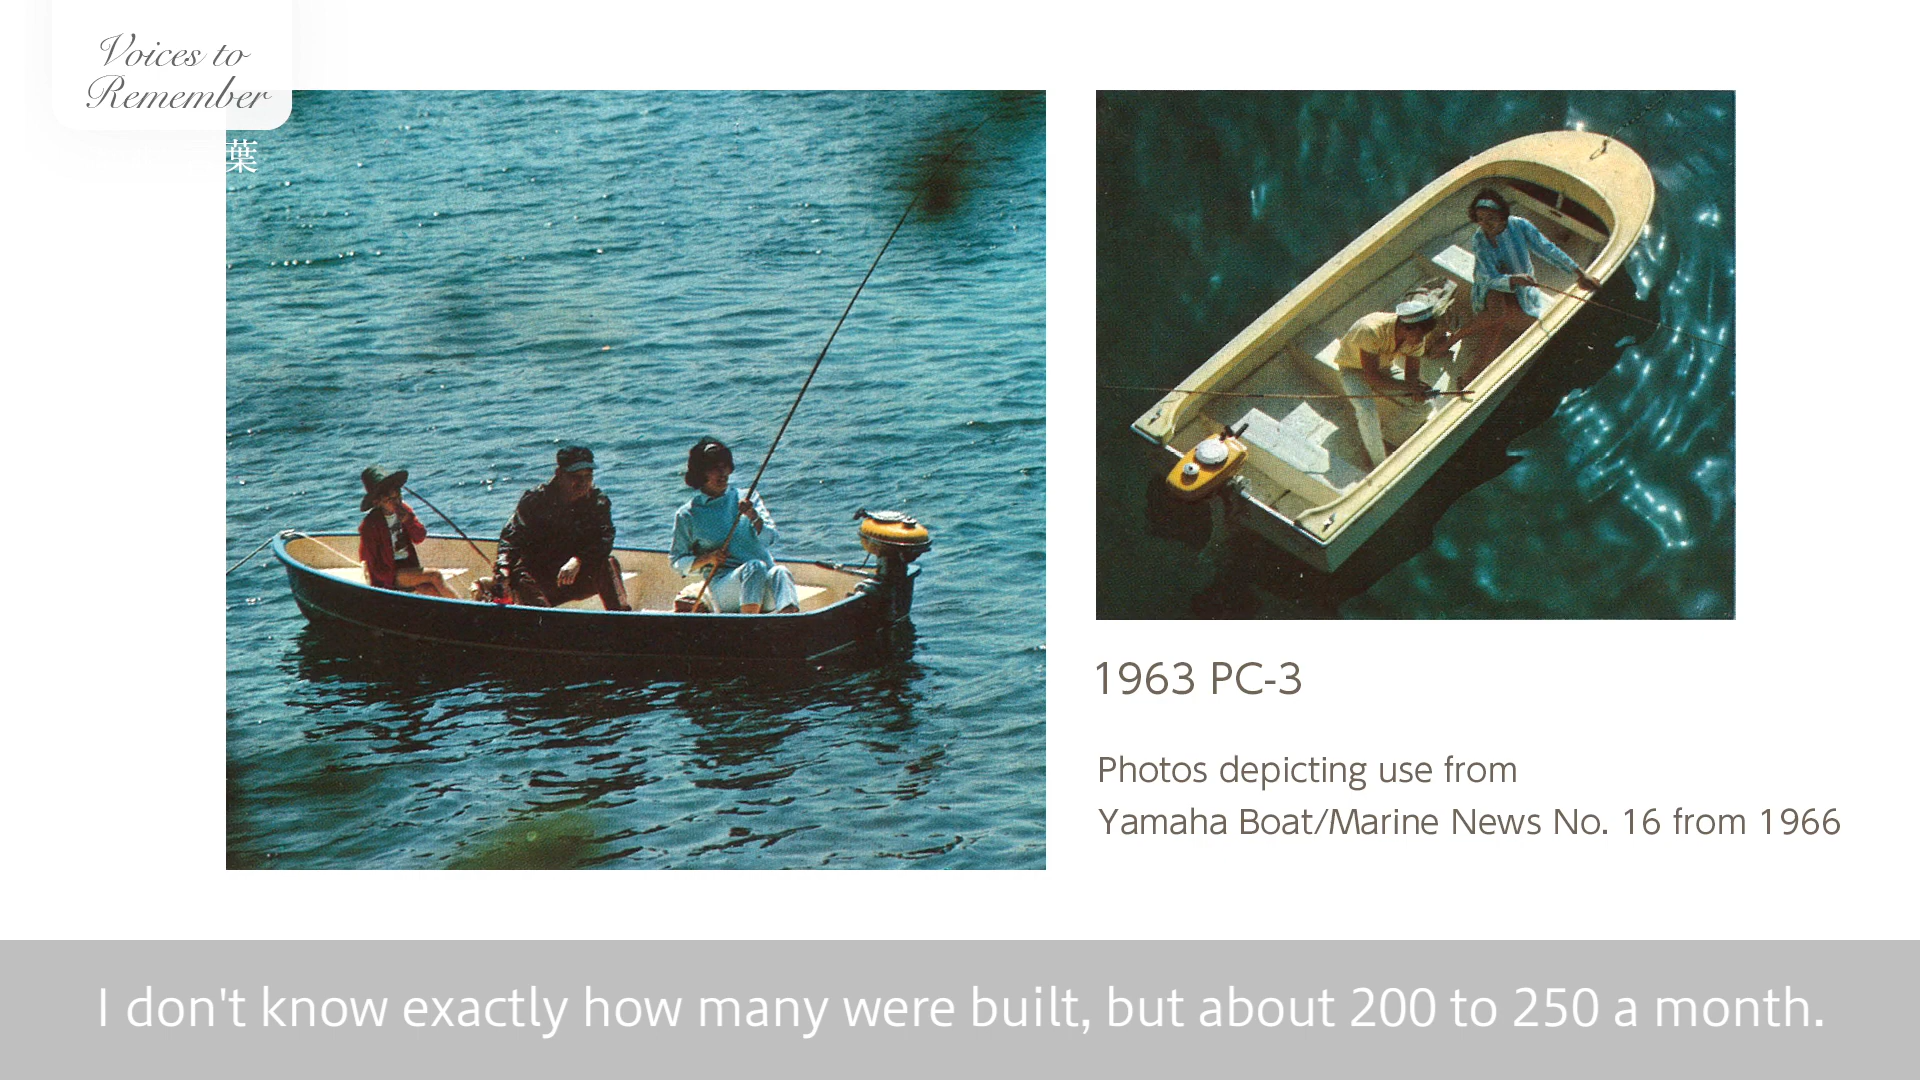 Voices to
Remember
葉
1963 PC-3
Photos depicting use from
Yamaha Boat/Marine News No. 16 from 1966
I don't know exactly how many were built, but about 200 to 250 a month.